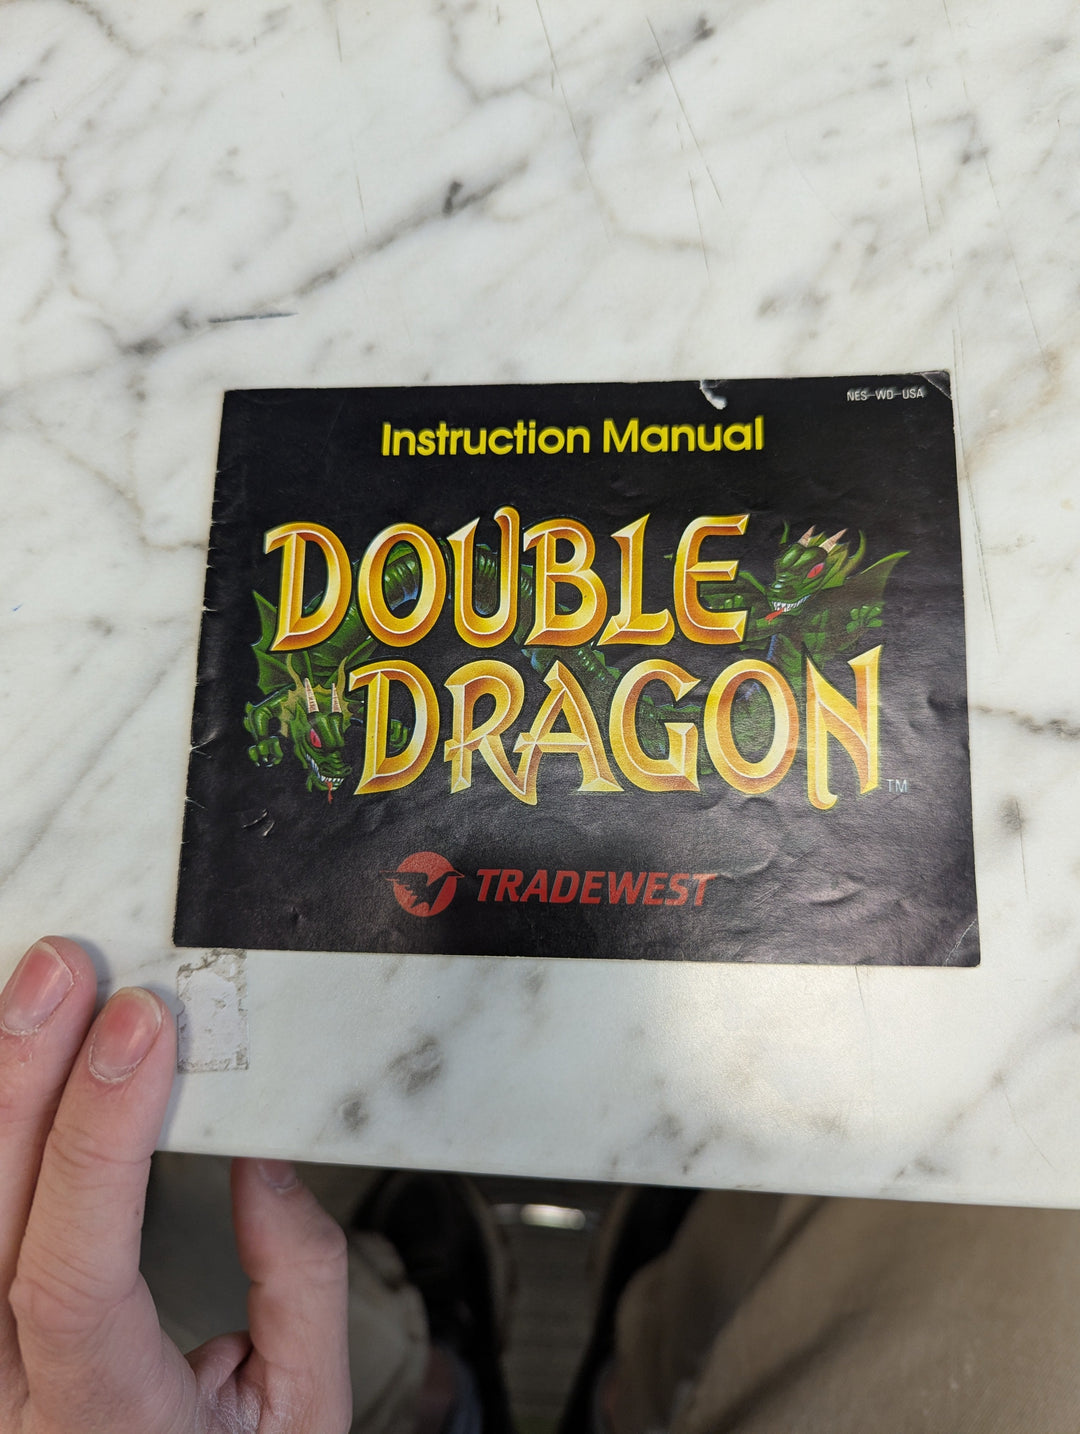 NES-WD-USA
Instruction Manual
DOUBLE
DRAGON
TM
TRADEWEST